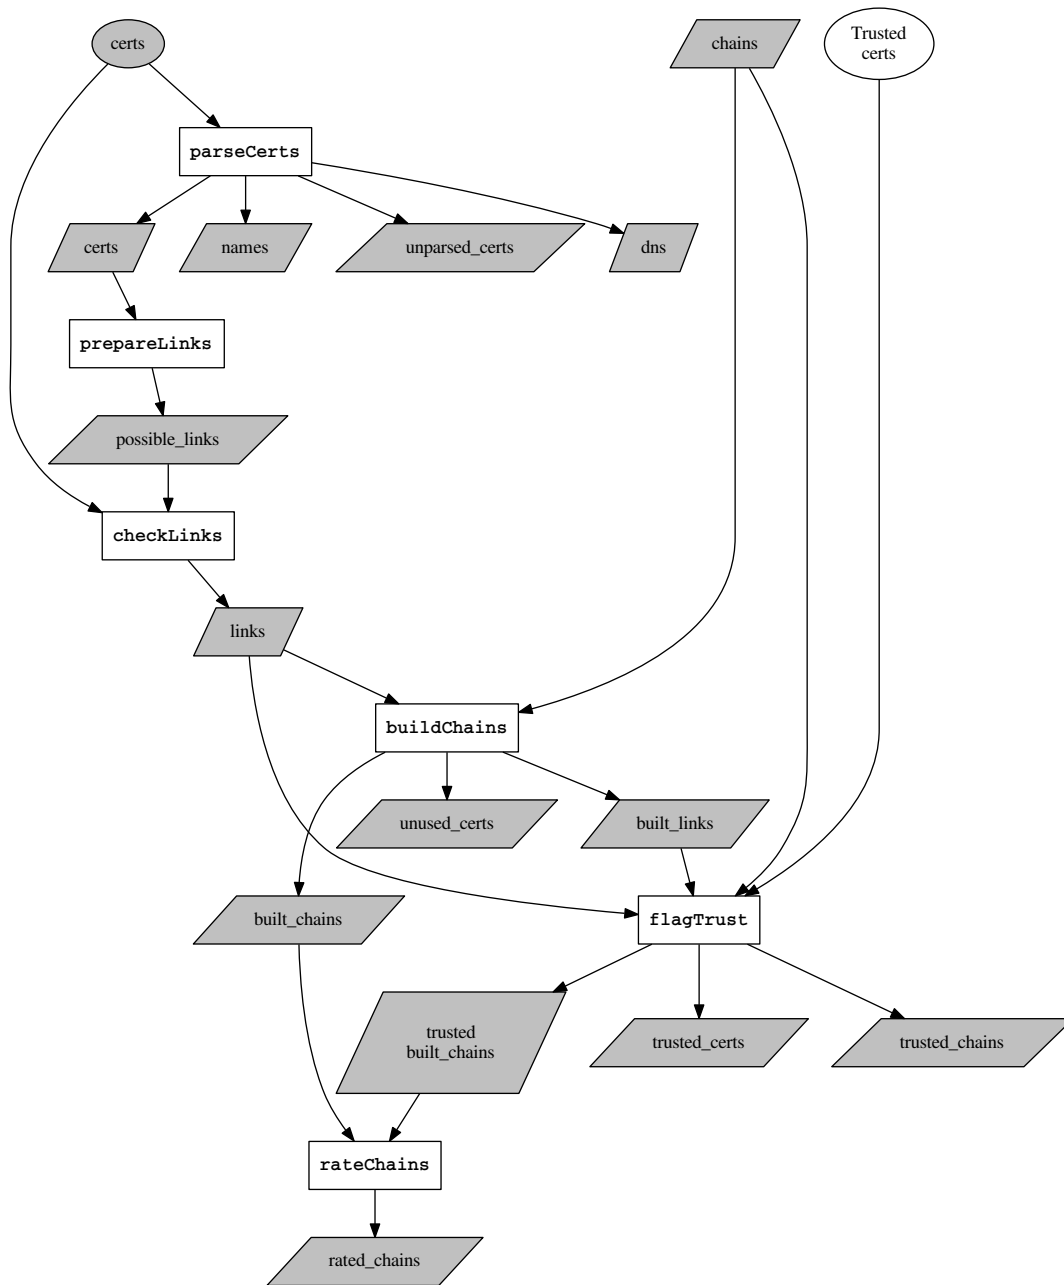 certs
chains
Trusted
certs
parseCerts
certs
names
unparsed_certs
dns
prepareLinks
possible_links
checkLinks
links
buildChains
unused_certs
built_links
built_chains
flagTrust
trusted
built_chains
trusted_certs
trusted_chains
rateChains
rated_chains